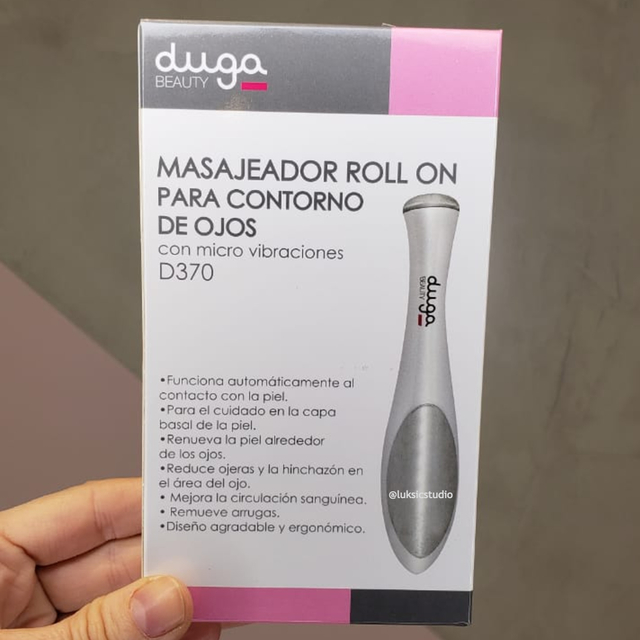 duga
BEAUTY
MASAJEADOR ROLL ON
PARA CONTORNO
DE OJOS
con micro vibraciones
D370
duga
BEAUTY
•Funciona automáticamente al
contacto con la piel.
•Para el cuidado en la capa
basal de la piel.
•Renueva la piel alrededor
de los ojos.
•Reduce ojeras y la hinchazón en
el área del ojo.
• Mejora la circulación sanguínea.
• Remueve arrugas.
•Diseño agradable y ergonómico.
@luksicstudio